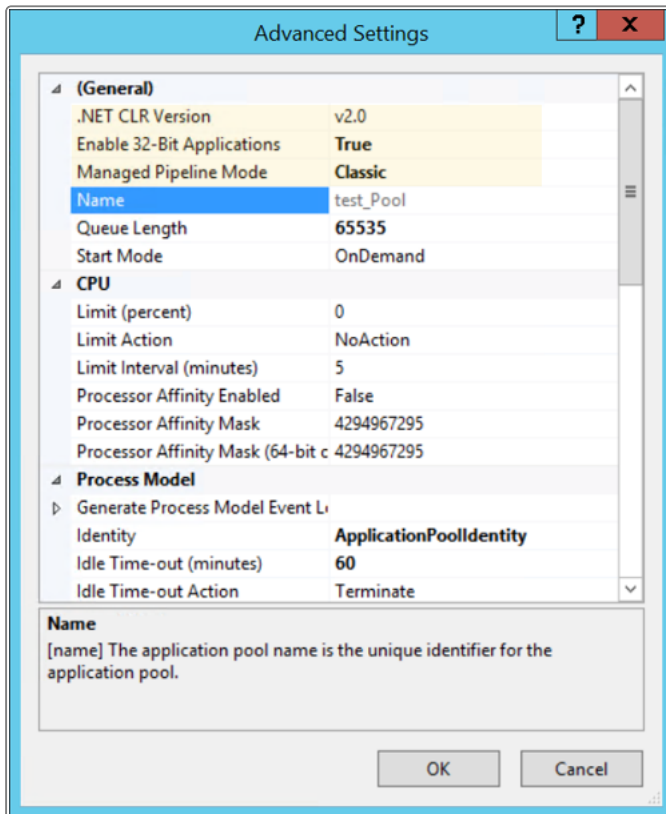 Advanced Settings
? X
(General)
.NET CLR Version v2.0
Enable 32-Bit Applications True
Managed Pipeline Mode Classic
Name test_Pool
Queue Length 65535
Start Mode OnDemand
CPU
Limit (percent) 0
Limit Action NoAction
Limit Interval (minutes) 5
Processor Affinity Enabled False
Processor Affinity Mask 4294967295
Processor Affinity Mask (64-bit c 4294967295
Process Model
Generate Process Model Event L
Identity ApplicationPoolIdentity
Idle Time-out (minutes) 60
Idle Time-out Action Terminate
Name
[name] The application pool name is the unique identifier for the
application pool.
OK Cancel